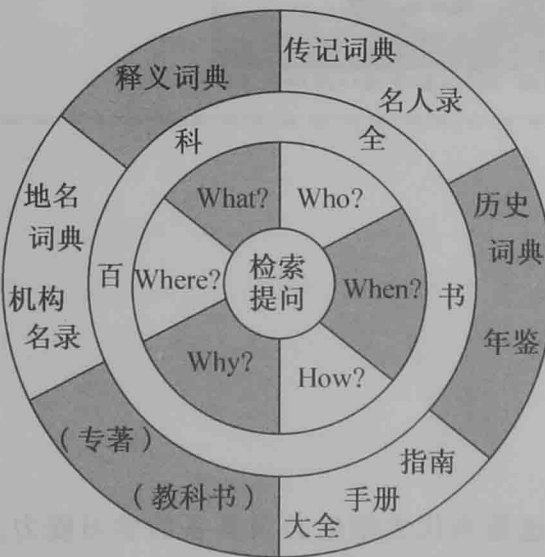 释义词典
传记词典
名人录
科
全
地名
词典
What?
Who?
历史
词典
百
Where?
检索
提问
When?
书
机构
名录
年鉴
Why?
How?
(专著)
指南
(教科书)
手册
大全